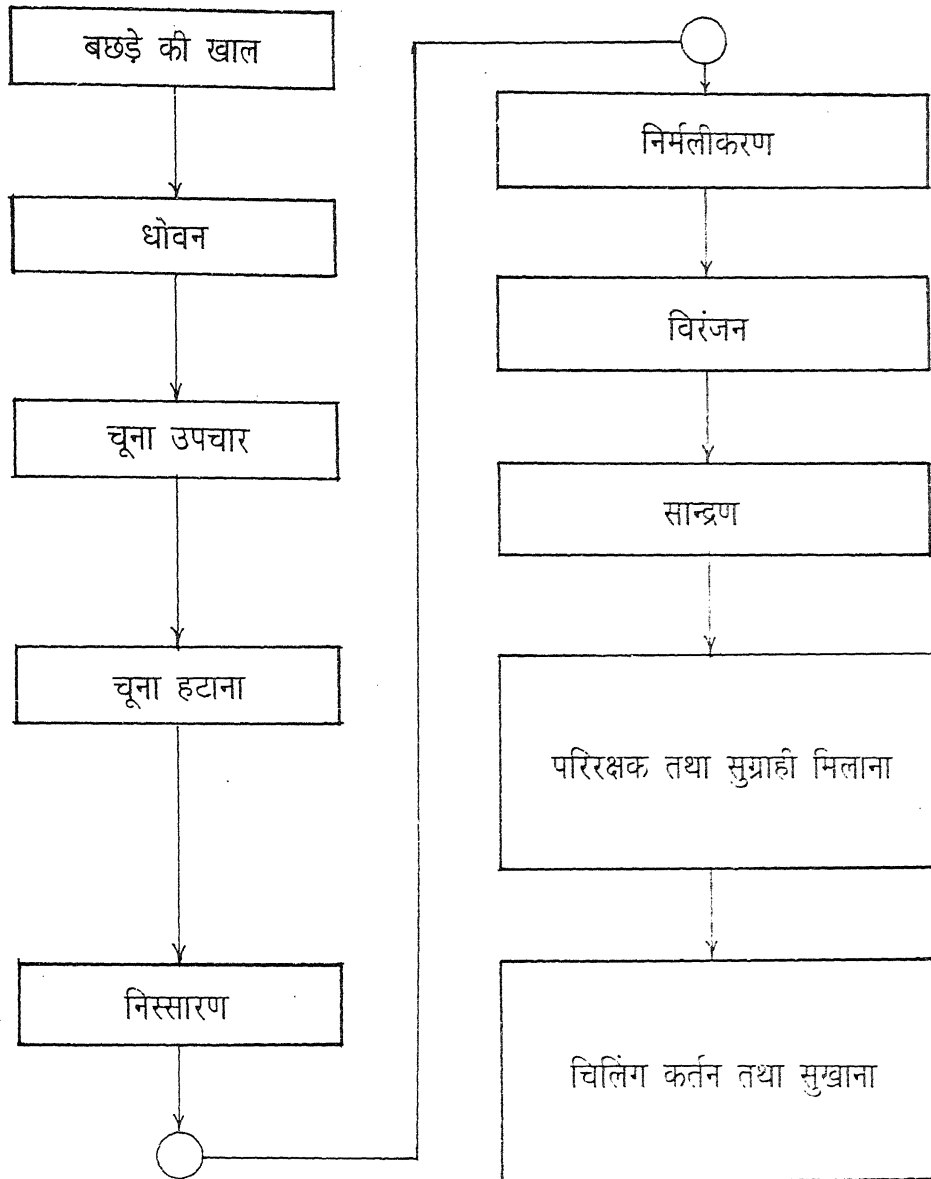 बछड़े की खाल
धोवन
चूना उपचार
चूना हटाना
निस्सारण
निर्मलीकरण
विरंजन
सान्द्रण
परिरक्षक तथा सुग्राही मिलाना
चिलिंग कर्तन तथा सुखाना